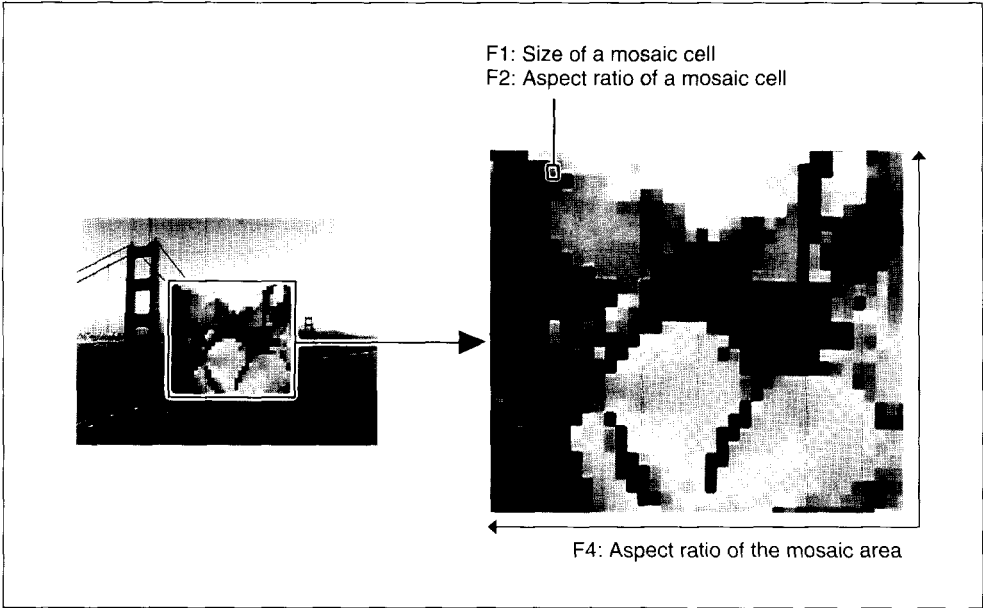 F1: Size of a mosaic cell
F2: Aspect ratio of a mosaic cell
F4: Aspect ratio of the mosaic area